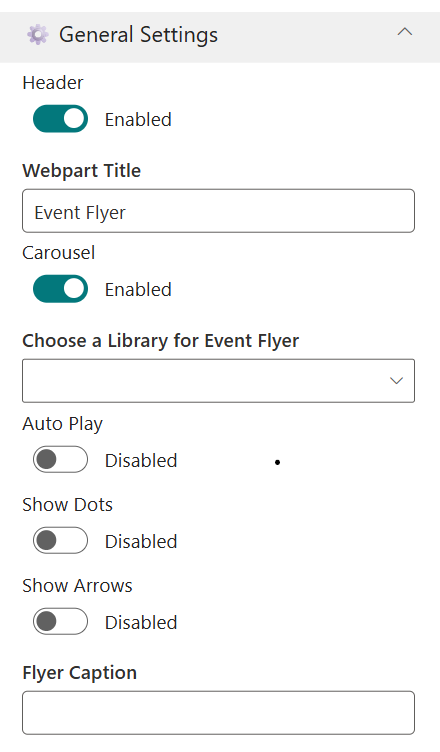 General Settings
Header
Enabled
Webpart Title
Event Flyer
Carousel
Enabled
Choose a Library for Event Flyer
Auto Play
Disabled
Show Dots
Disabled
Show Arrows
Disabled
Flyer Caption